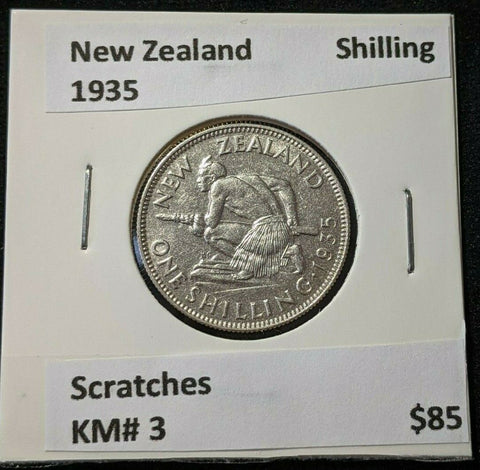 New Zealand Shilling
1935
NEW ZEALAND
ONE SHILLING·1935
Scratches
KM# 3 $85